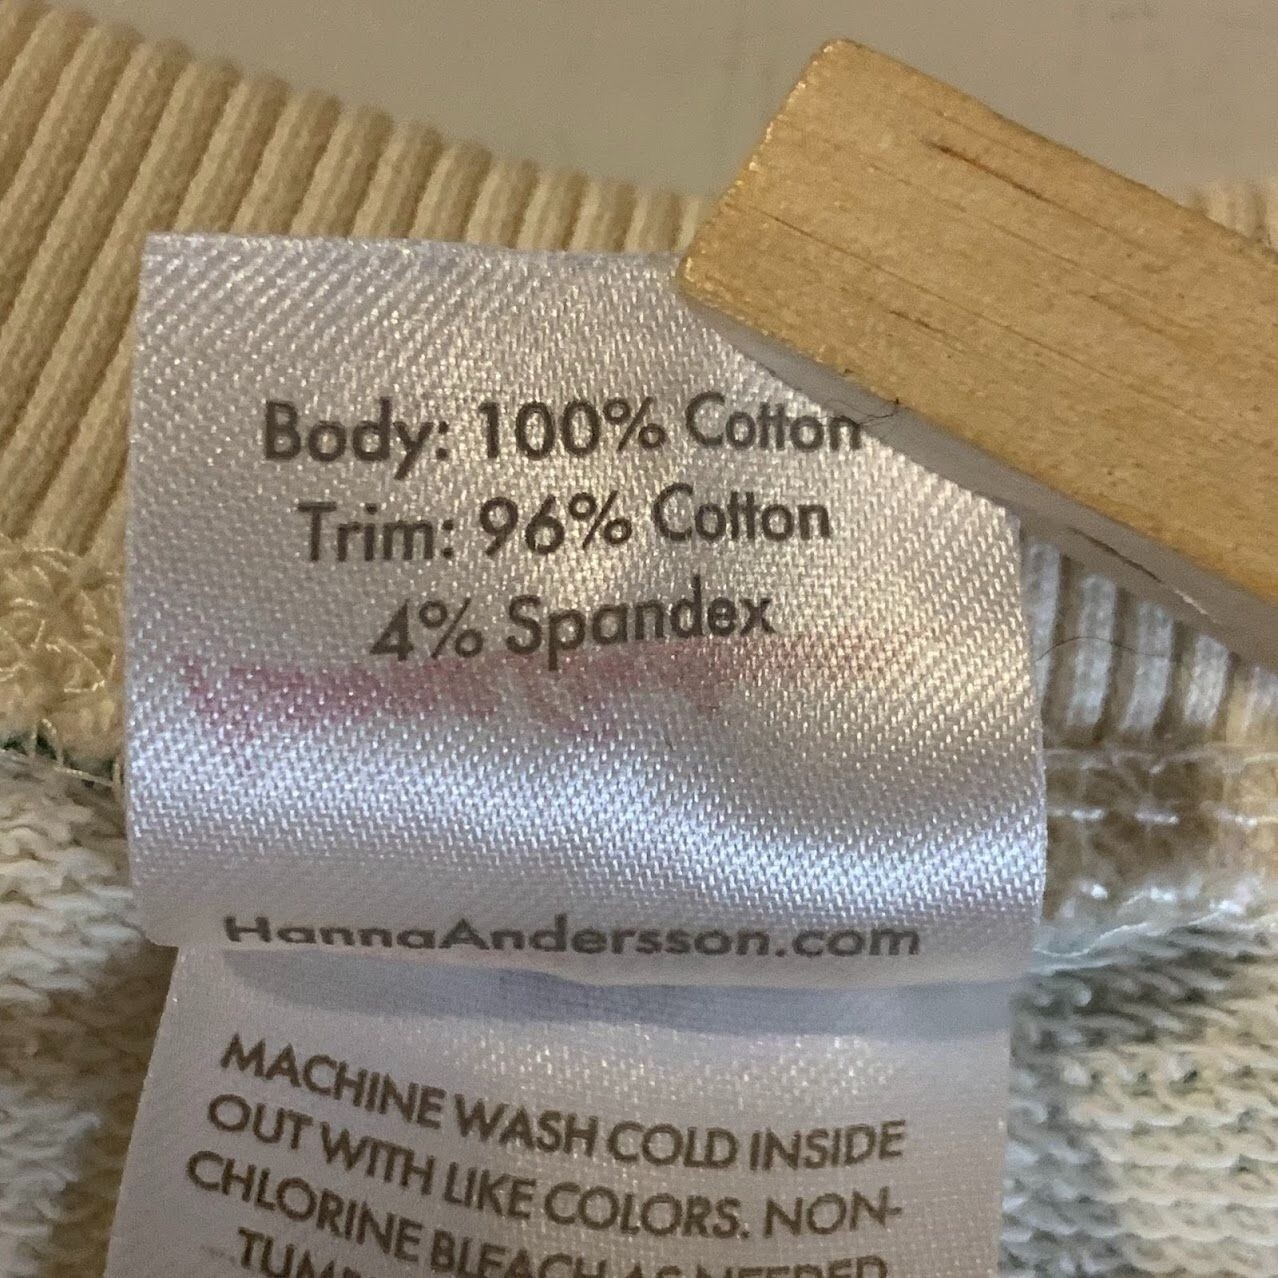 Body: 100% Cotton
Trim: 96% Cotton
4% Spandex
HannaAndersson.com
MACHINE WASH COLD INSIDE
OUT WITH LIKE COLORS. NON-
CHLORINE BLEACH AS NEEDED